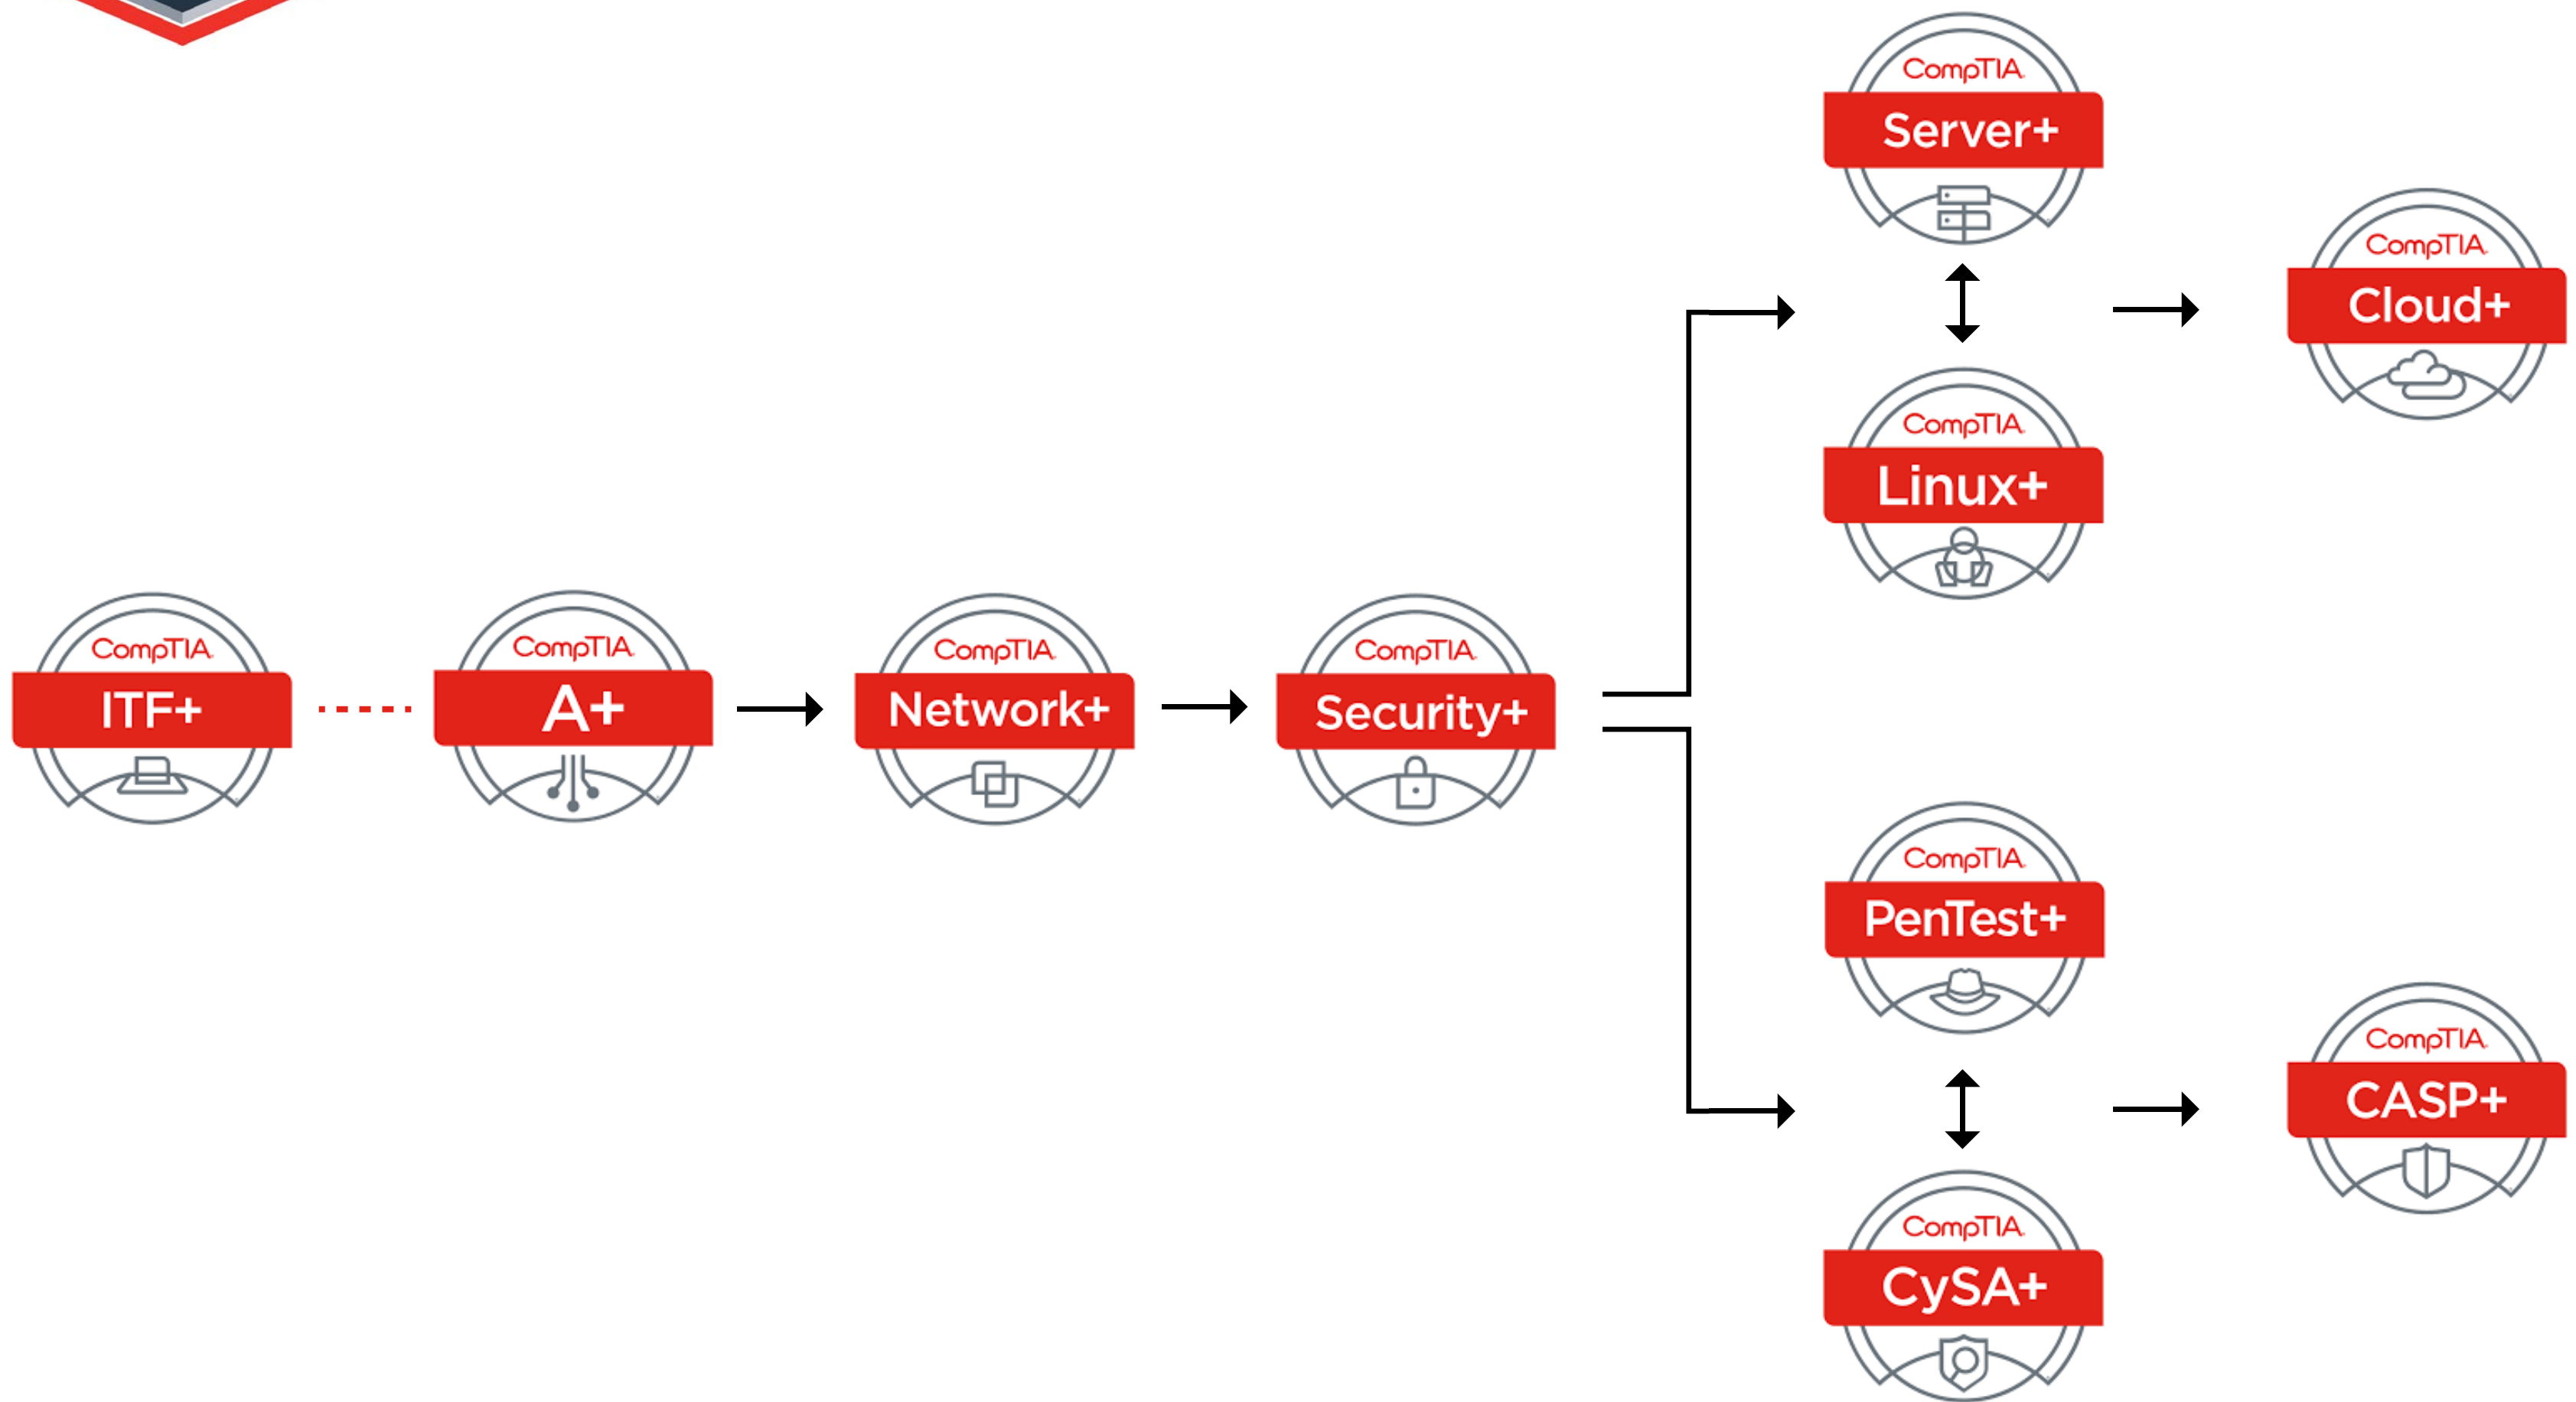 CompTIA.
ITF+
CompTIA.
A+
CompTIA.
Network+
CompTIA.
Security+
CompTIA.
Server+
CompTIA.
Linux+
CompTIA.
Cloud+
CompTIA.
PenTest+
CompTIA.
CySA+
CompTIA.
CASP+